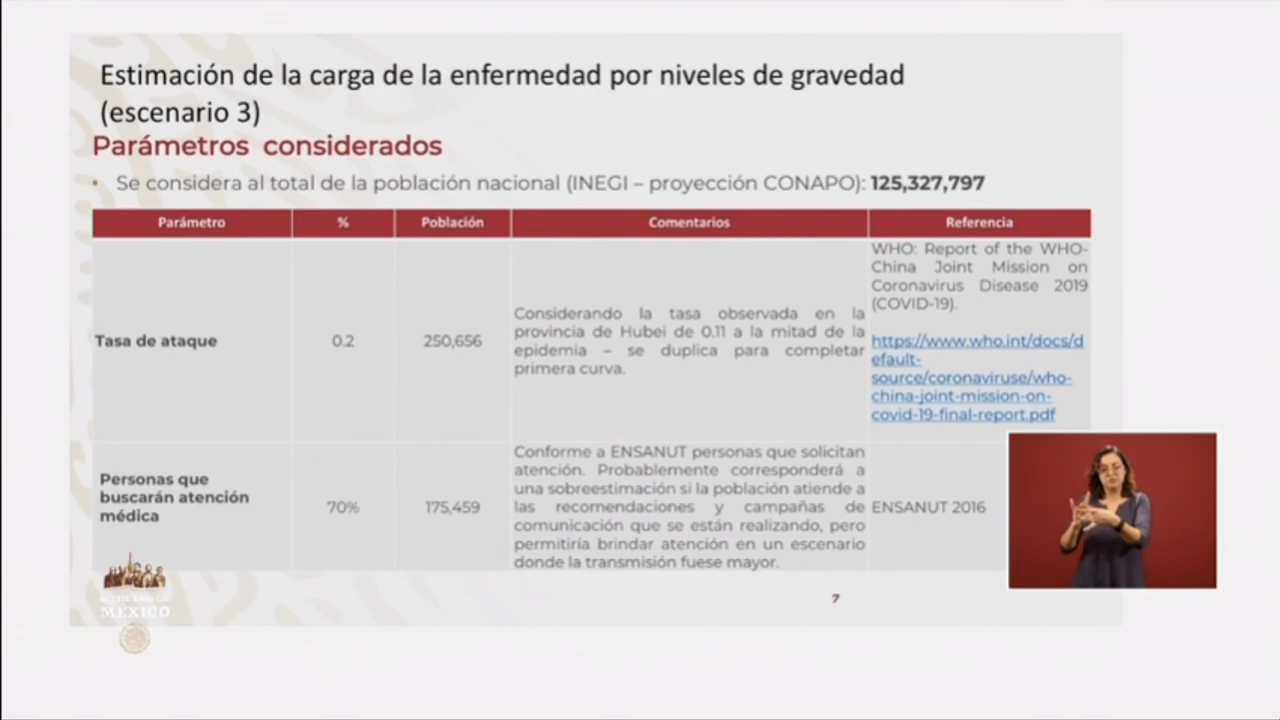 Estimación de la carga de la enfermedad por niveles de gravedad
(escenario 3)
Parámetros considerados
• Se considera al total de la población nacional (INEGI – proyección CONAPO): 125,327,797
Parámetro % Población Comentarios Referencia
Tasa de ataque
0.2
250,656
Considerando la tasa observada en la
provincia de Hubei de 0.11 a la mitad de la
epidemia – se duplica para completar
primera curva.
WHO: Report of the WHO-
China Joint Mission on
Coronavirus Disease 2019
(COVID-19).
https://www.who.int/docs/d
efault-
source/coronaviruse/who-
china-joint-mission-on-
covid-19-final-report.pdf
Personas que
buscarán atención
médica
70%
175,459
Conforme a ENSANUT personas que solicitan
atención. Probablemente corresponderá a
una sobreestimación si la población atiende a
las recomendaciones y campañas de
comunicación que se están realizando, pero
permitiría brindar atención en un escenario
donde la transmisión fuese mayor.
ENSANUT 2016
MÉXICO
7